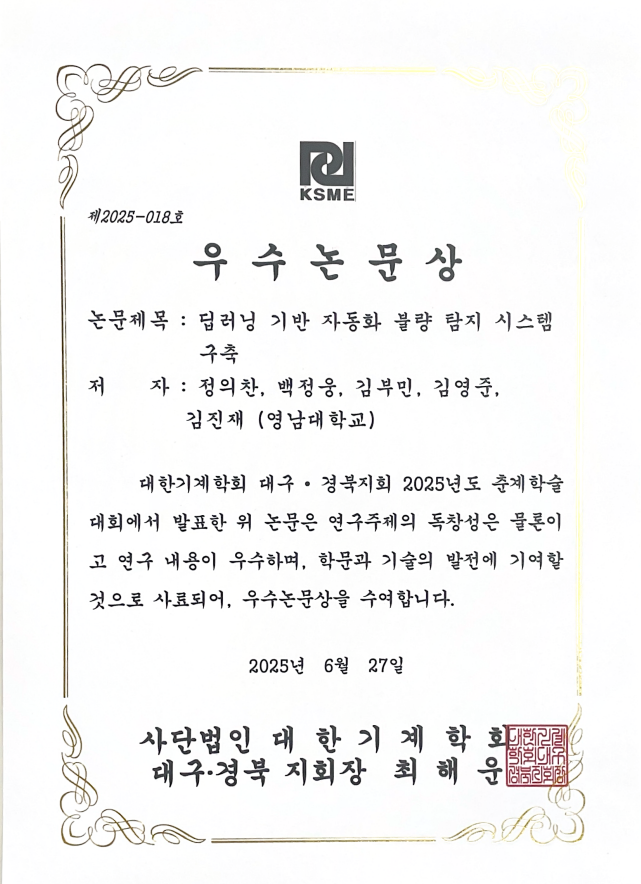 KSME
제2025-018호
우수논문상
논문제목 : 딥러닝 기반 자동화 불량 탐지 시스템
구축
저 자 : 정의찬, 백정웅, 김부민, 김영준,
김진재 (영남대학교)
대한기계학회 대구·경북지회 2025년도 춘계학술
대회에서 발표한 위 논문은 연구주제의 독창성은 물론이
고 연구 내용이 우수하며, 학문과 기술의 발전에 기여할
것으로 사료되어, 우수논문상을 수여합니다.
2025년 6월 27일
사단법인 대한기계학회
대구·경북 지회장 최해운